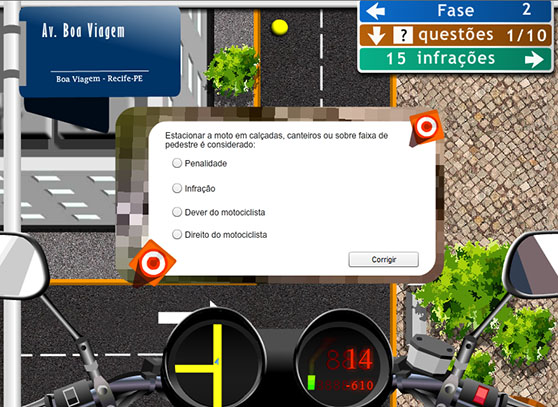 Av. Boa Viagem
Boa Viagem - Recife-PE
Fase 2
? questões 1/10
15 infrações
Estacionar a moto em calçadas, canteiros ou sobre faixa de
pedestre é considerado:
Penalidade
Infração
Dever do motociclista
Direito do motociclista
Corrigir
14
-610